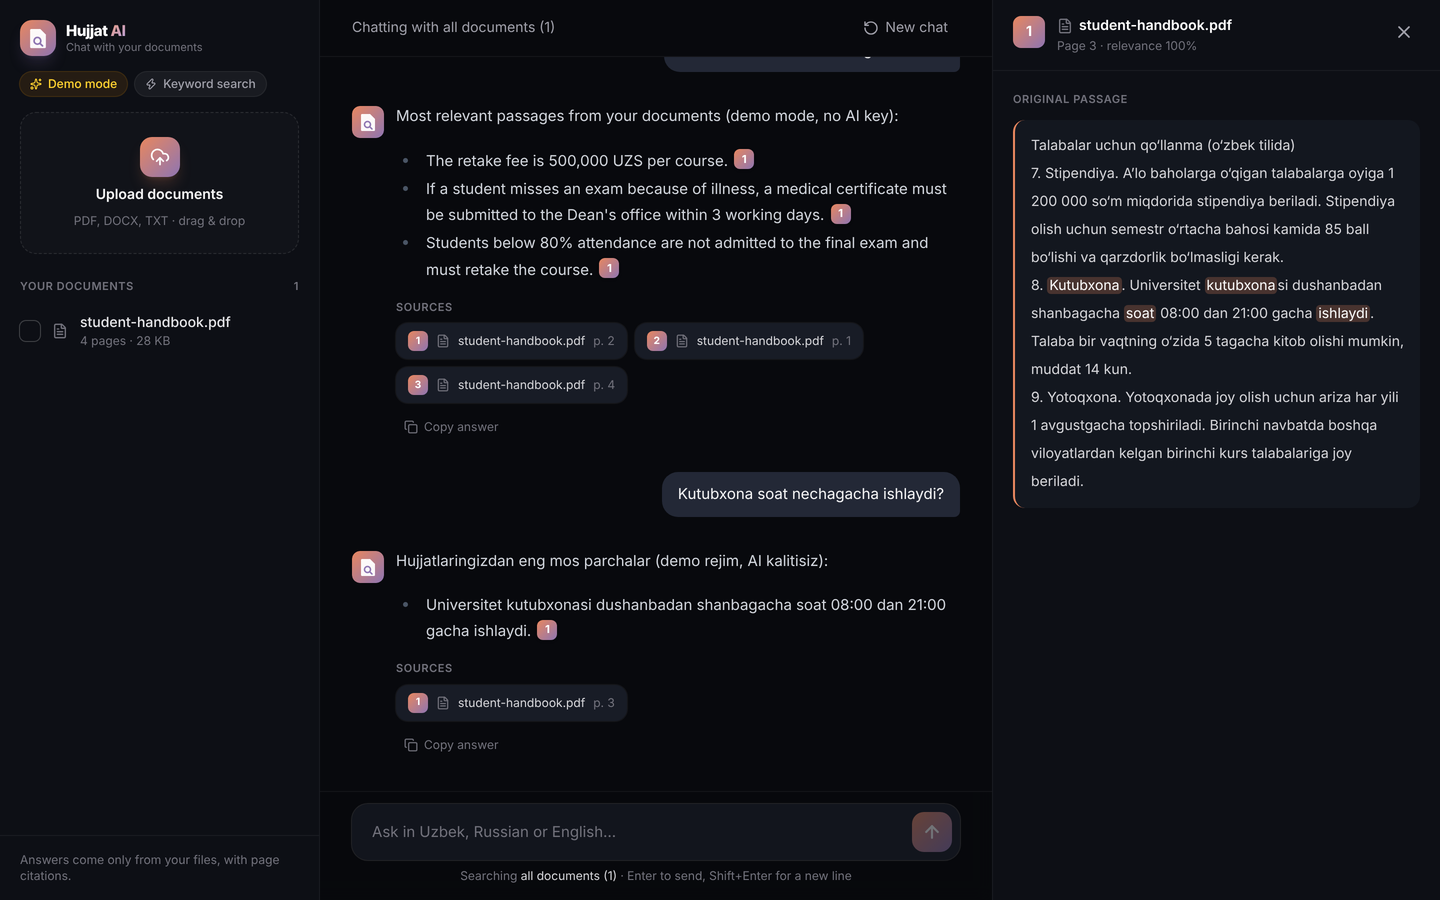 Hujjat AI
Chat with your documents
Demo mode
Keyword search
Upload documents
PDF, DOCX, TXT · drag & drop
YOUR DOCUMENTS 1
student-handbook.pdf
4 pages · 28 KB
Answers come only from your files, with page
citations.
Chatting with all documents (1)
New chat
Most relevant passages from your documents (demo mode, no AI key):
• The retake fee is 500,000 UZS per course. 1
• If a student misses an exam because of illness, a medical certificate must
be submitted to the Dean's office within 3 working days. 1
• Students below 80% attendance are not admitted to the final exam and
must retake the course. 1
SOURCES
1 student-handbook.pdf p. 2
2 student-handbook.pdf p. 1
3 student-handbook.pdf p. 4
Copy answer
Kutubxona soat nechagacha ishlaydi?
Hujjatlaringizdan eng mos parchalar (demo rejim, AI kalitisiz):
• Universitet kutubxonasi dushanbadan shanbagacha soat 08:00 dan 21:00
gacha ishlaydi. 1
SOURCES
1 student-handbook.pdf p. 3
Copy answer
Ask in Uzbek, Russian or English...
Searching all documents (1) · Enter to send, Shift+Enter for a new line
1 student-handbook.pdf
Page 3 · relevance 100%
ORIGINAL PASSAGE
Talabalar uchun qo‘llanma (o‘zbek tilida)
7. Stipendiya. A’lo baholarga o‘qigan talabalarga oyiga 1
200 000 so‘m miqdorida stipendiya beriladi. Stipendiya
olish uchun semestr o‘rtacha bahosi kamida 85 ball
bo‘lishi va qarzdorlik bo‘lmasligi kerak.
8. Kutubxona. Universitet kutubxonasi dushanbadan
shanbagacha soat 08:00 dan 21:00 gacha ishlaydi.
Talaba bir vaqtning o‘zida 5 tagacha kitob olishi mumkin,
muddat 14 kun.
9. Yotoqxona. Yotoqxonada joy olish uchun ariza har yili
1 avgustgacha topshiriladi. Birinchi navbatda boshqa
viloyatlardan kelgan birinchi kurs talabalariga joy
beriladi.